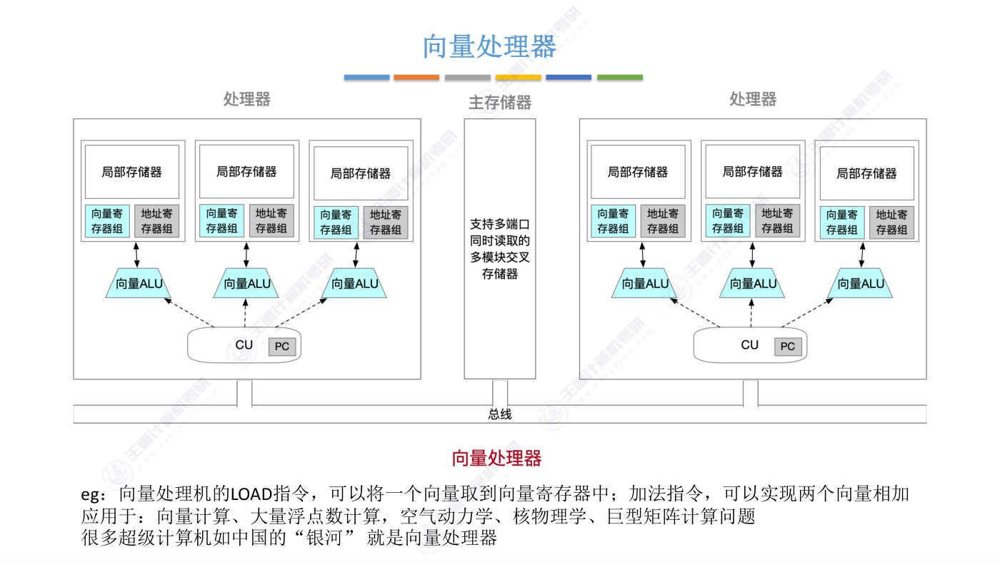 向量处理器
处理器
主存储器
处理器
局部存储器
局部存储器
局部存储器
向量寄
存器组
地址寄
存器组
向量寄
存器组
地址寄
存器组
向量寄
存器组
地址寄
存器组
向量ALU
向量ALU
向量ALU
CU
PC
支持多端口
同时读取的
多模块交叉
存储器
局部存储器
局部存储器
局部存储器
向量寄
存器组
地址寄
存器组
向量寄
存器组
地址寄
存器组
向量寄
存器组
地址寄
存器组
向量ALU
向量ALU
向量ALU
CU
PC
总线
向量处理器
eg：向量处理机的LOAD指令，可以将一个向量取到向量寄存器中；加法指令，可以实现两个向量相加
应用于：向量计算、大量浮点数计算，空气动力学、核物理学、巨型矩阵计算问题
很多超级计算机如中国的“银河” 就是向量处理器
王道计算机考研